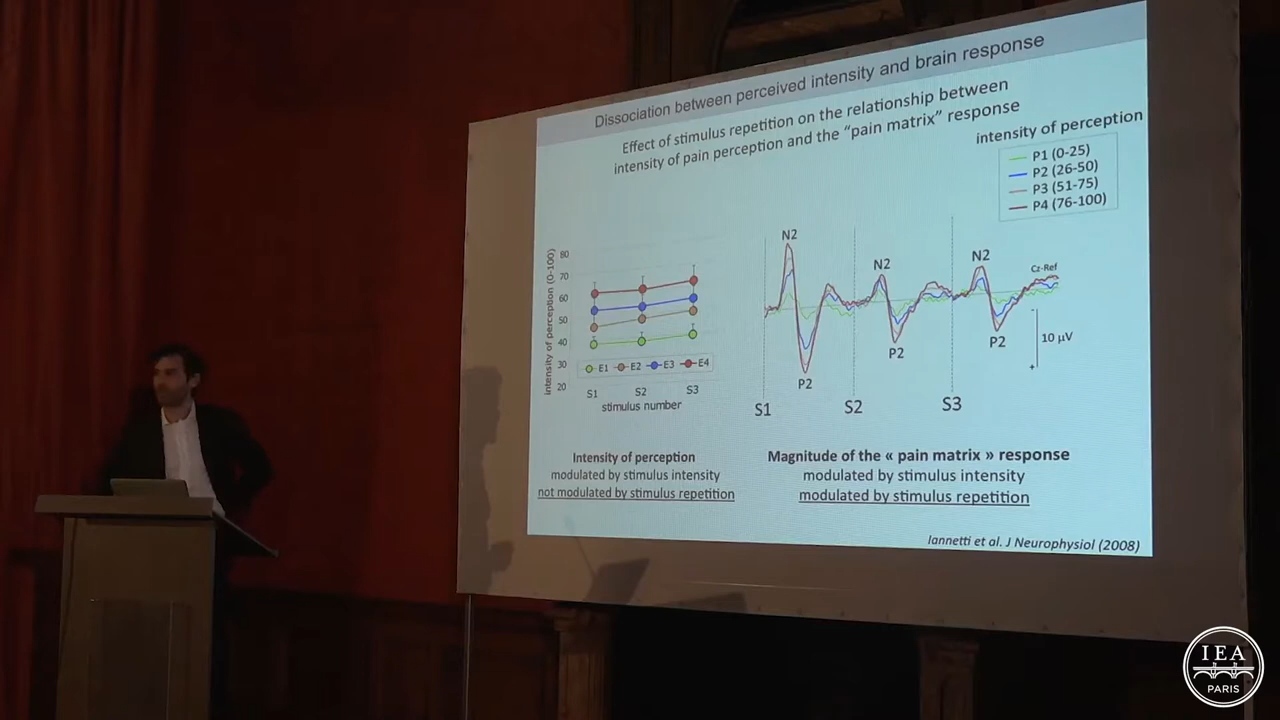 Dissociation between perceived intensity and brain response
Effect of stimulus repetition on the relationship between
intensity of pain perception and the “pain matrix” response
intensity of perception
P1 (0-25)
P2 (26-50)
P3 (51-75)
P4 (76-100)
Intensity of perception (0-100)
80
70
60
50
40
30
20
E1 E2 E3 E4
S1 S2 S3
stimulus number
N2
N2
N2
Cz-Ref
10 µV
+
P2
P2
P2
S1 S2 S3
Intensity of perception
modulated by stimulus intensity
not modulated by stimulus repetition
Magnitude of the « pain matrix » response
modulated by stimulus intensity
modulated by stimulus repetition
Iannetti et al. J Neurophysiol (2008)
IEA
PARIS